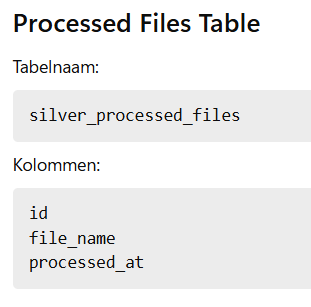 Processed Files Table
Tabelnaam:
silver_processed_files
Kolommen:
id
file_name
processed_at